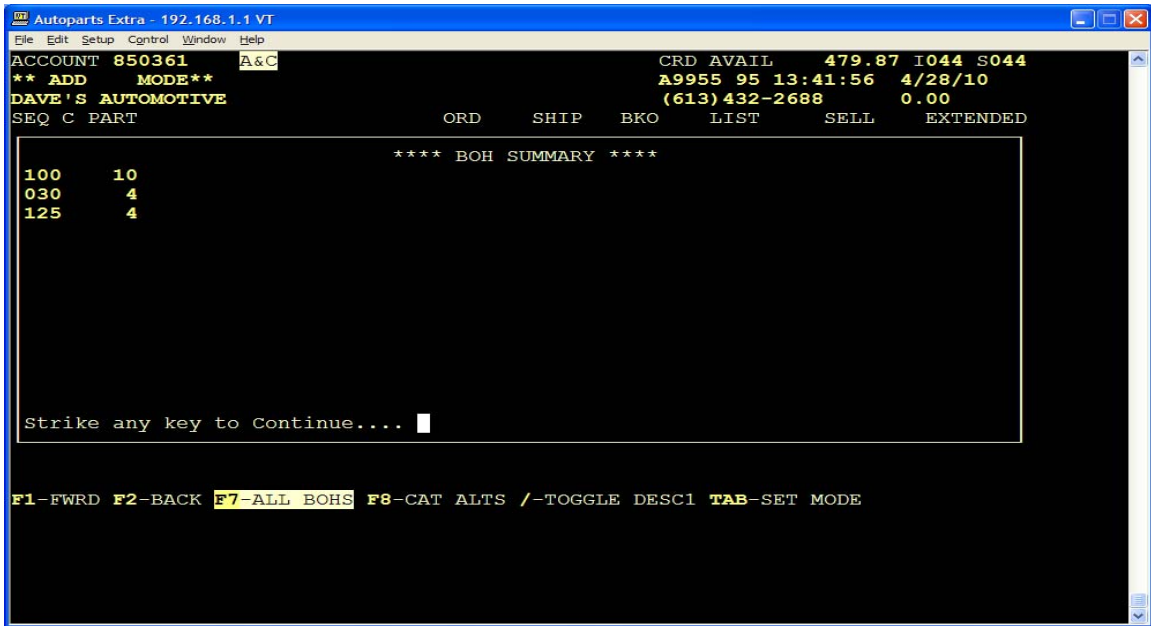 Autoparts Extra - 192.168.1.1 VT
File Edit Setup Control Window Help
ACCOUNT 850361 A&C CRD AVAIL 479.87 I044 S044
** ADD MODE** A9955 95 13:41:56 4/28/10
DAVE'S AUTOMOTIVE (613)432-2688 0.00
SEQ C PART ORD SHIP BKO LIST SELL EXTENDED
**** BOH SUMMARY ****
100 10
030 4
125 4
Strike any key to Continue....
F1-FWRD F2-BACK F7-ALL BOHS F8-CAT ALTS /-TOGGLE DESC1 TAB-SET MODE